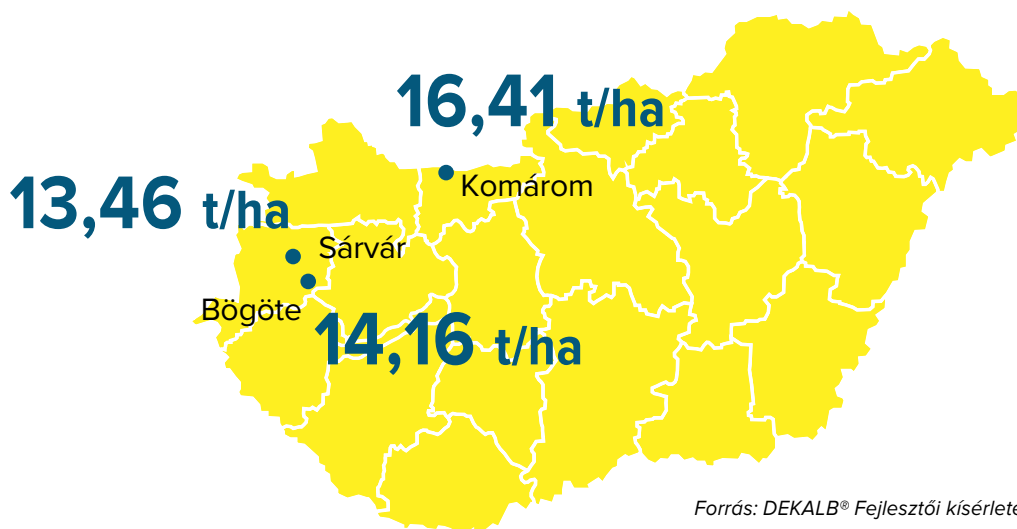 16,41 t/ha
Komárom
13,46 t/ha
Sárvár
Bögöte
14,16 t/ha
Forrás: DEKALB® Fejlesztői kísérlete